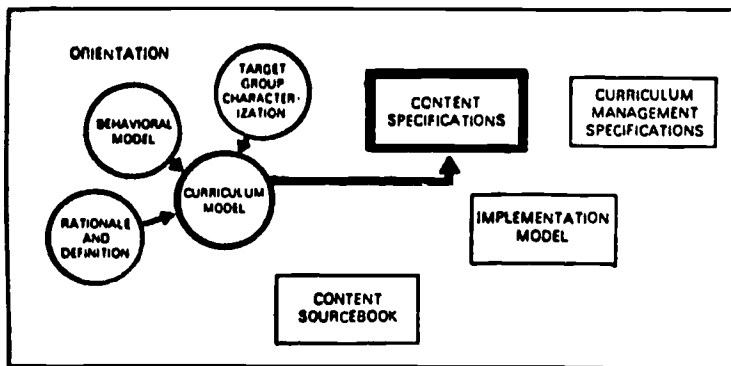 ORIENTATION
TARGET
GROUP
CHARACTER-
IZATION
BEHAVIORAL
MODEL
CURRICULUM
MODEL
RATIONALE
AND
DEFINITION
CONTENT
SPECIFICATIONS
CURRICULUM
MANAGEMENT
SPECIFICATIONS
IMPLEMENTATION
MODEL
CONTENT
SOURCEBOOK